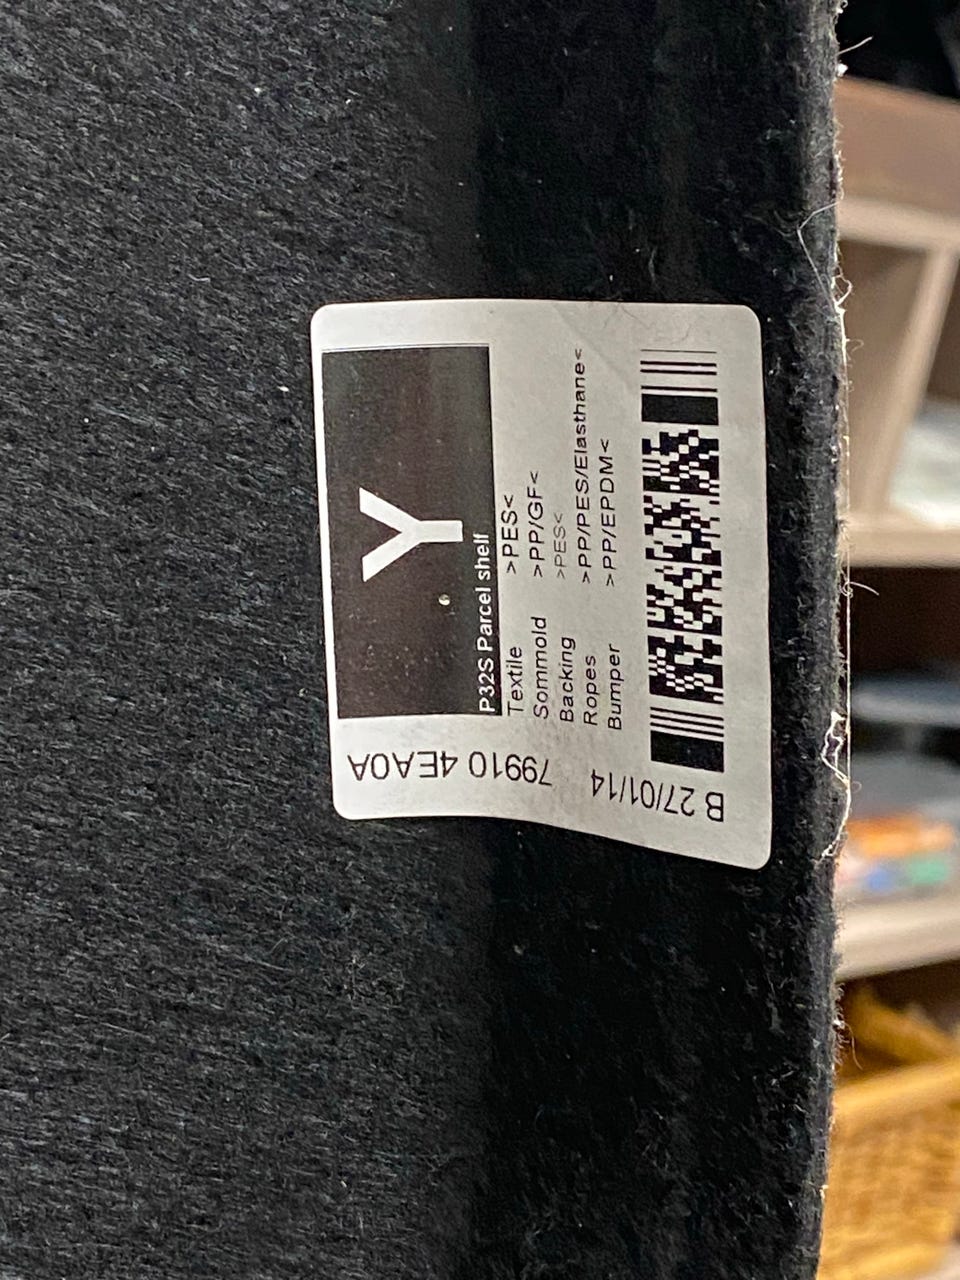 Y
P32S Parcel shelf
Textile >PES<
Sommold >PP/GF<
Backing >PES<
Ropes >PP/PES/Elasthane<
Bumper >PP/EPDM<
79910 4EA0A
B 27/01/14